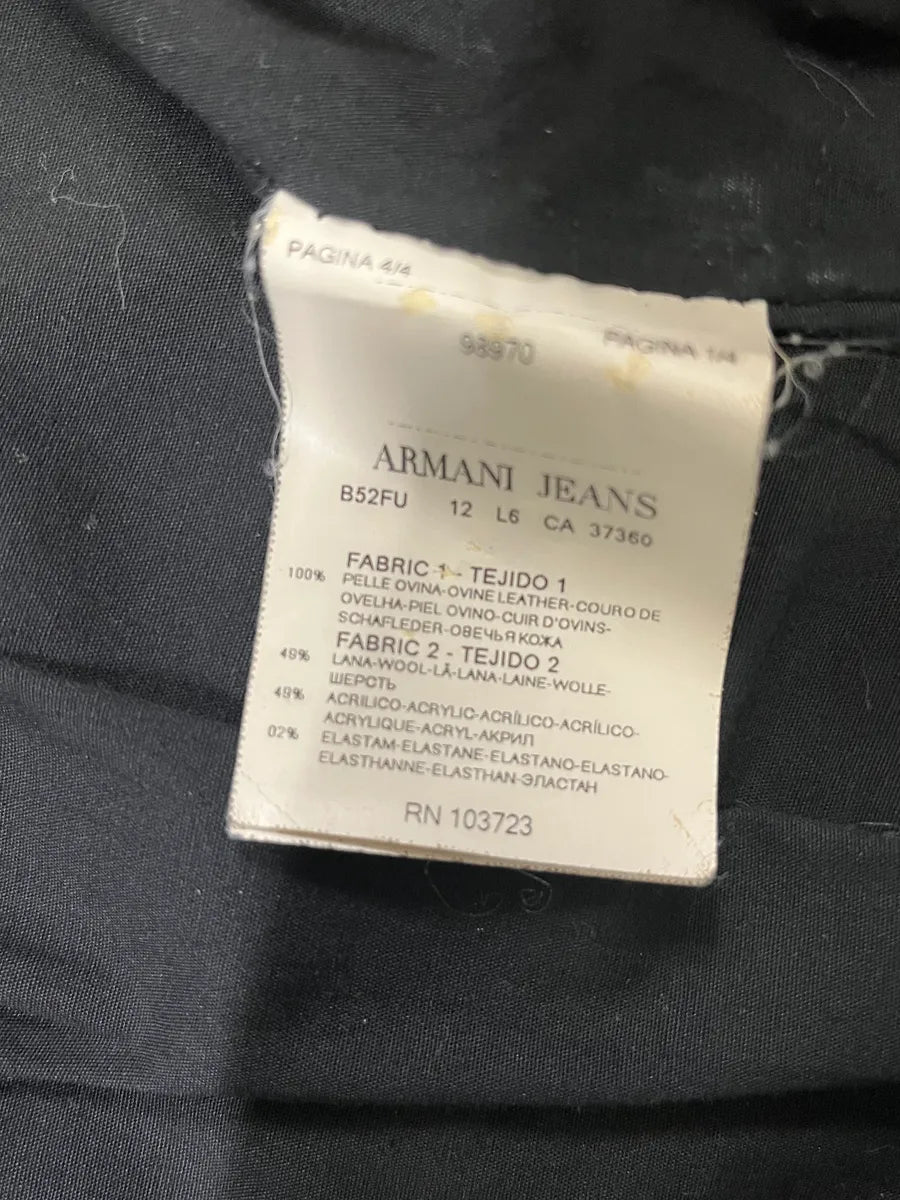 PAGINA 4/4
PAGINA 1/4
98970
ARMANI JEANS
B52FU 12 L6 CA 37360
FABRIC 1 - TEJIDO 1
100% PELLE OVINA-OVINE LEATHER-COURO DE
OVELHA-PIEL OVINO-CUIR D'OVINS-
SCHAFLEDER-ОВЕЧЬЯ КОЖА
FABRIC 2 - TEJIDO 2
49% LANA-WOOL-LÃ-LANA-LAINE-WOLLE-
ШЕРСТЬ
49% ACRILICO-ACRYLIC-ACRÍLICO-ACRÍLICO-
ACRYLIQUE-ACRYL-АКРИЛ
02% ELASTAM-ELASTANE-ELASTANO-ELASTANO-
ELASTHANNE-ELASTHAN-ЭЛАСТАН
RN 103723